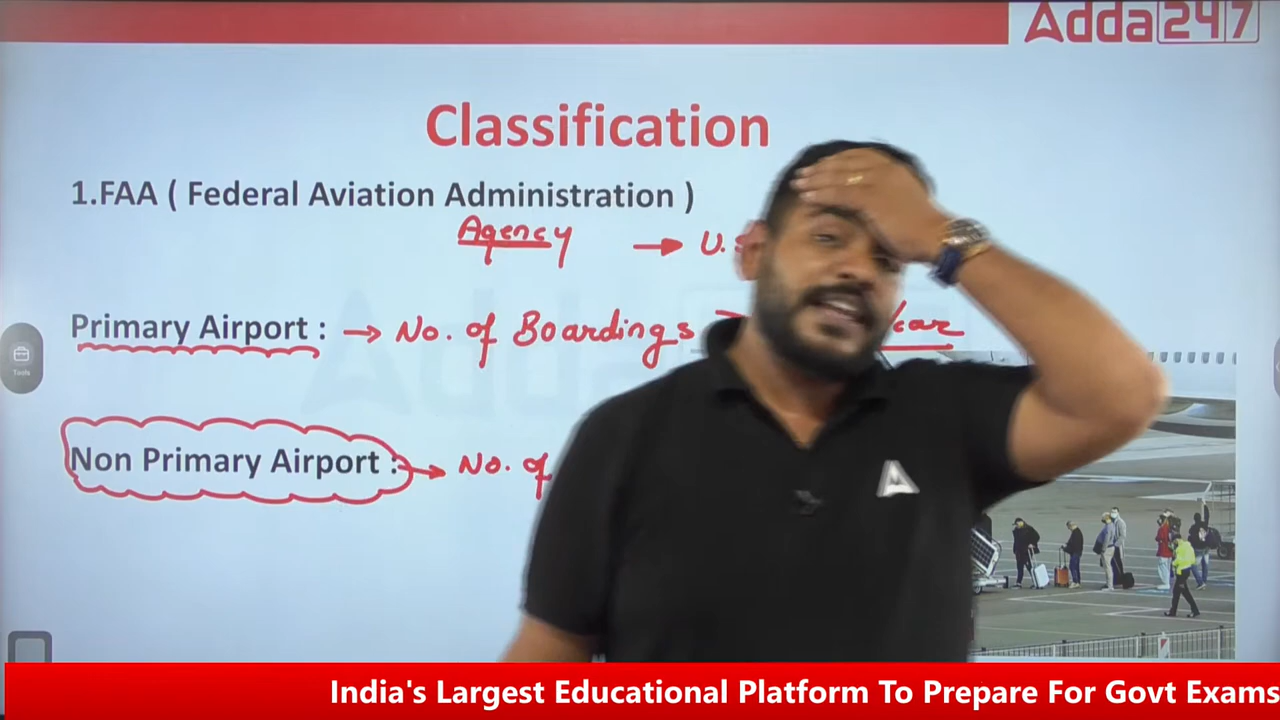 Adda247
Classification
1.FAA ( Federal Aviation Administration )
Agency → U.
Primary Airport : → No. of Boardings
Non Primary Airport : → No. of
Tools
India's Largest Educational Platform To Prepare For Govt Exams